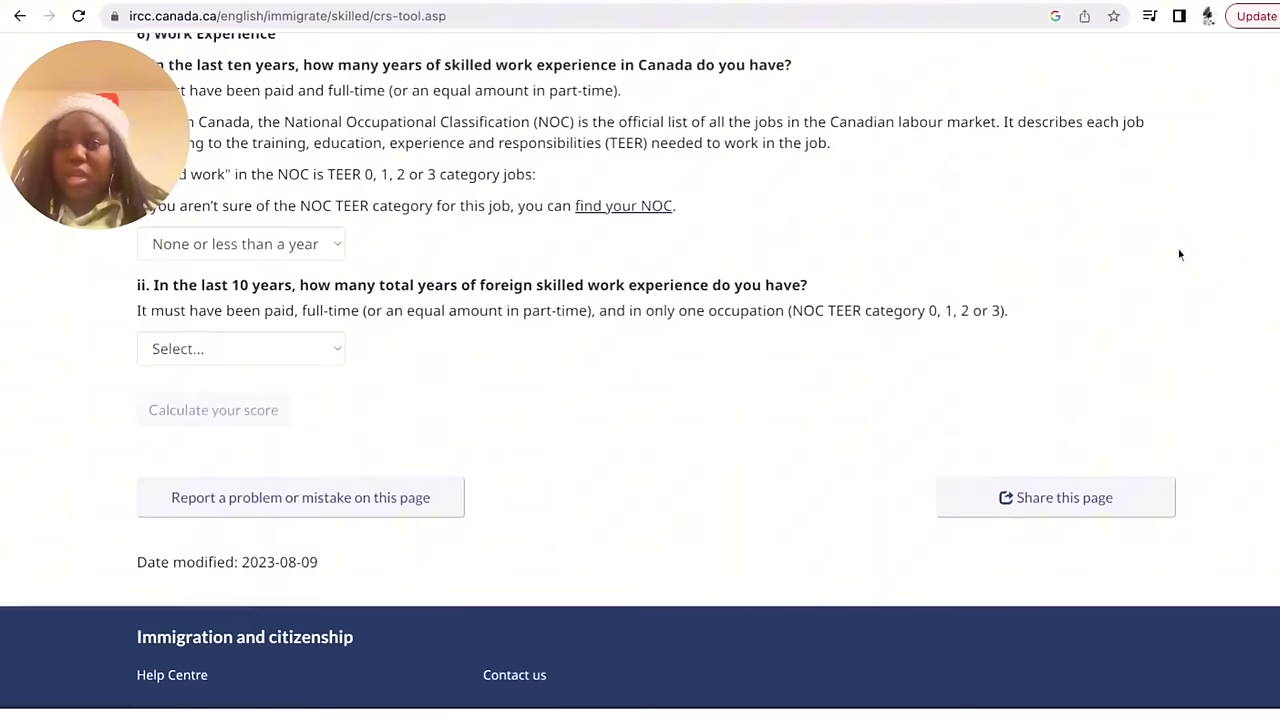 ircc.canada.ca/english/immigrate/skilled/crs-tool.asp
Update
6) Work Experience
n the last ten years, how many years of skilled work experience in Canada do you have?
have been paid and full-time (or an equal amount in part-time).
Canada, the National Occupational Classification (NOC) is the official list of all the jobs in the Canadian labour market. It describes each job
to the training, education, experience and responsibilities (TEER) needed to work in the job.
work" in the NOC is TEER 0, 1, 2 or 3 category jobs:
you aren't sure of the NOC TEER category for this job, you can find your NOC.
None or less than a year
ii. In the last 10 years, how many total years of foreign skilled work experience do you have?
It must have been paid, full-time (or an equal amount in part-time), and in only one occupation (NOC TEER category 0, 1, 2 or 3).
Select...
Calculate your score
Report a problem or mistake on this page
Share this page
Date modified: 2023-08-09
Immigration and citizenship
Help Centre
Contact us